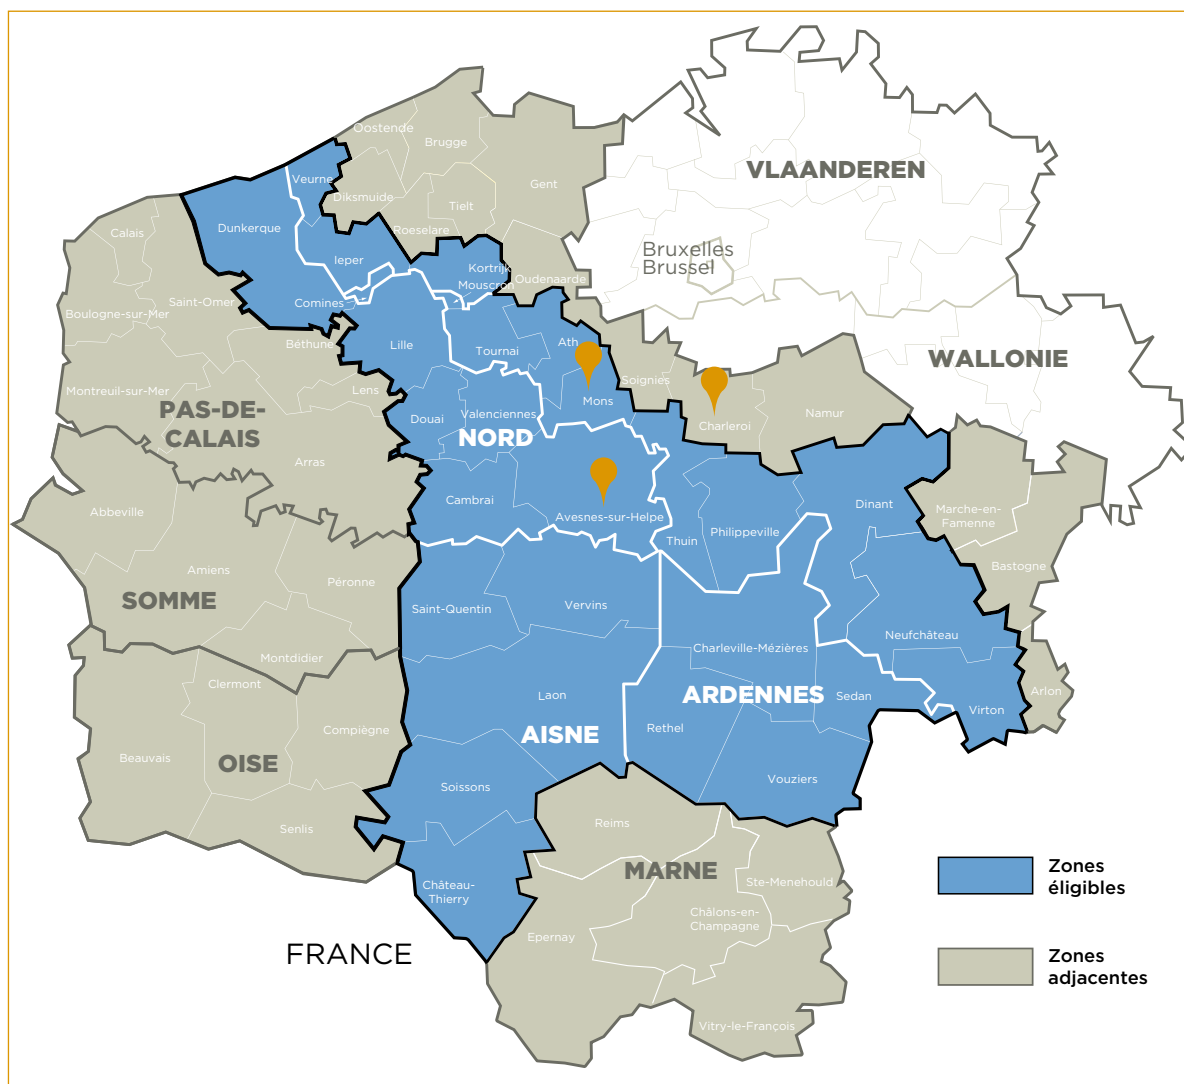 Oostende
Brugge
VLAANDEREN
Veurne
Diksmuide
Gent
Tielt
Calais
Dunkerque
Roeselare
Ieper
Bruxelles
Brussel
Kortrijk
Mouscron
Oudenaarde
Saint-Omer
Comines
Boulogne-sur-Mer
Béthune
Lille
Tournai
Ath
WALLONIE
Soignies
Montreuil-sur-Mer
Lens
Mons
PAS-DE-
CALAIS
Douai
Valenciennes
NORD
Charleroi
Namur
Arras
Cambrai
Avesnes-sur-Helpe
Abbeville
Thuin
Philippeville
Dinant
Marche-en-
Famenne
Bastogne
Amiens
Péronne
SOMME
Saint-Quentin
Vervins
Neufchâteau
Charleville-Mézières
Montdidier
Clermont
Laon
ARDENNES
Sedan
Arlon
Virton
Compiègne
AISNE
Rethel
Beauvais
OISE
Soissons
Vouziers
Senlis
Reims
MARNE
Ste-Menehould
Château-
Thierry
Châlons-en-
Champagne
Epernay
FRANCE
Vitry-le-François
Zones
éligibles
Zones
adjacentes